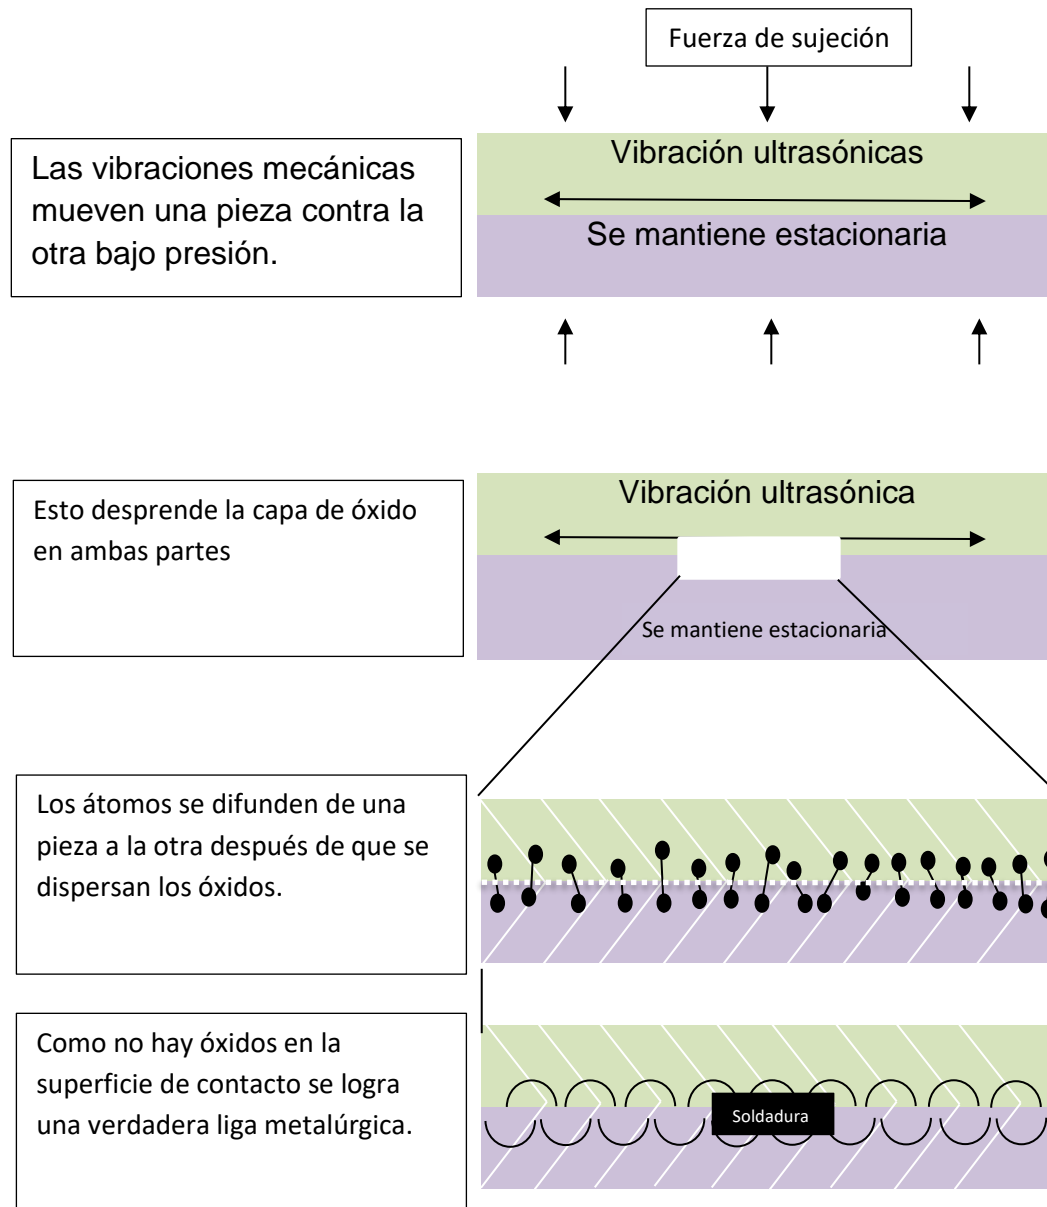 Fuerza de sujeción
Vibración ultrasónicas
Las vibraciones mecánicas
mueven una pieza contra la
otra bajo presión.
Se mantiene estacionaria
Vibración ultrasónica
Esto desprende la capa de óxido
en ambas partes
Se mantiene estacionaria
Los átomos se difunden de una
pieza a la otra después de que se
dispersan los óxidos.
Como no hay óxidos en la
superficie de contacto se logra
una verdadera liga metalúrgica.
Soldadura